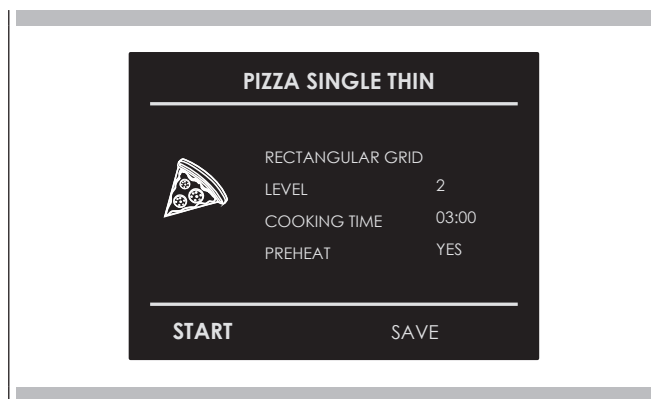 PIZZA SINGLE THIN
RECTANGULAR GRID
LEVEL 2
COOKING TIME 03:00
PREHEAT YES
START SAVE